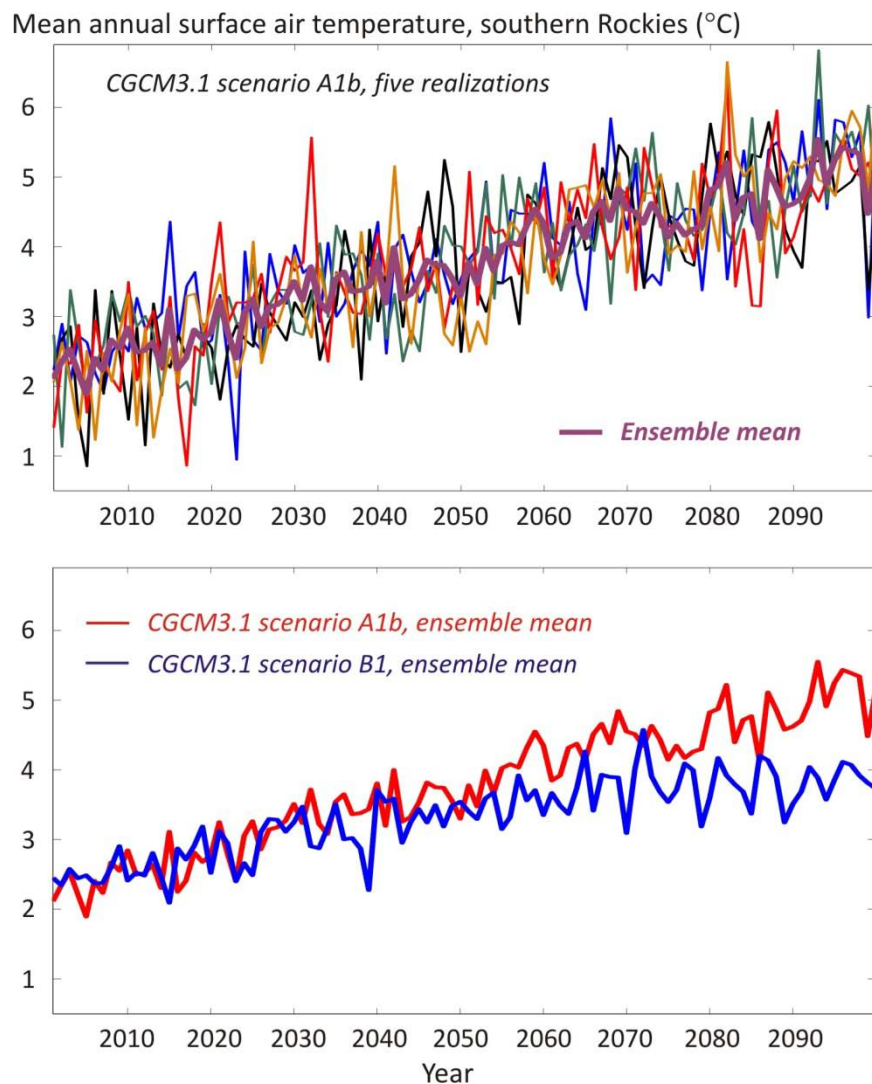 Mean annual surface air temperature, southern Rockies (°C)
CGCM3.1 scenario A1b, five realizations
6
5
4
3
2
1
Ensemble mean
2010 2020 2030 2040 2050 2060 2070 2080 2090
CGCM3.1 scenario A1b, ensemble mean
CGCM3.1 scenario B1, ensemble mean
6
5
4
3
2
1
2010 2020 2030 2040 2050 2060 2070 2080 2090
Year